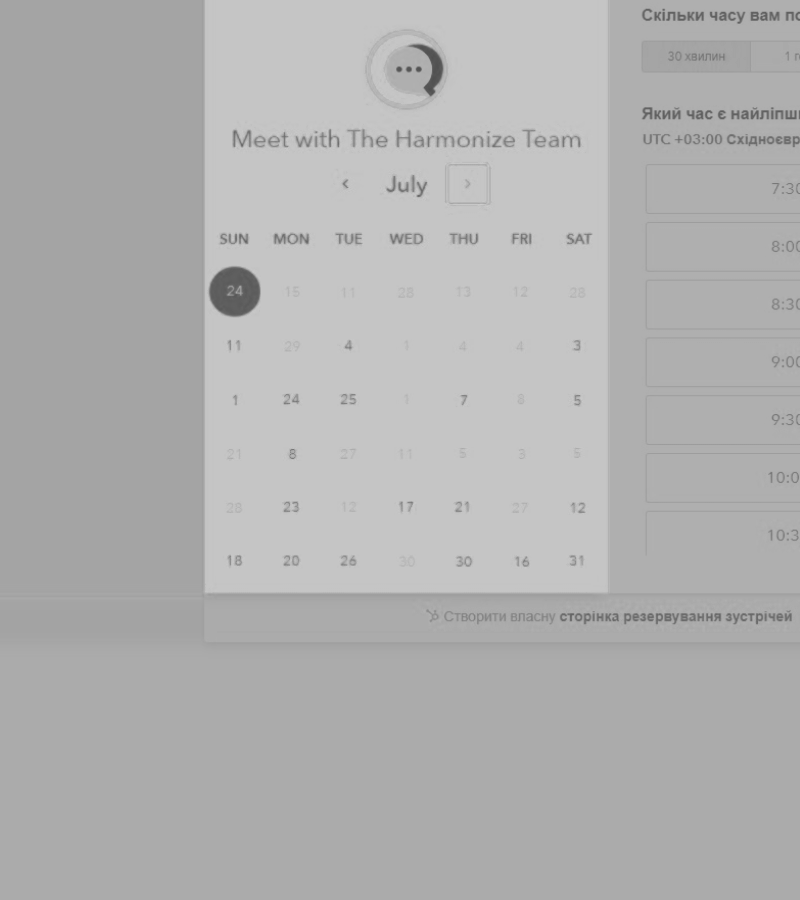 Meet with The Harmonize Team
July
SUN MON TUE WED THU FRI SAT
24 15 11 28 13 12 28
11 29 4 1 4 4 3
1 24 25 1 7 8 5
21 8 27 11 5 3 5
28 23 12 17 21 27 12
18 20 26 30 30 16 31
Скільки часу вам
30 хвилин 1
Який час є
UTC +03:00
7:30
8:00
8:30
9:00
9:30
10:0
10:3
Створити власну сторінка резервування зустрічей